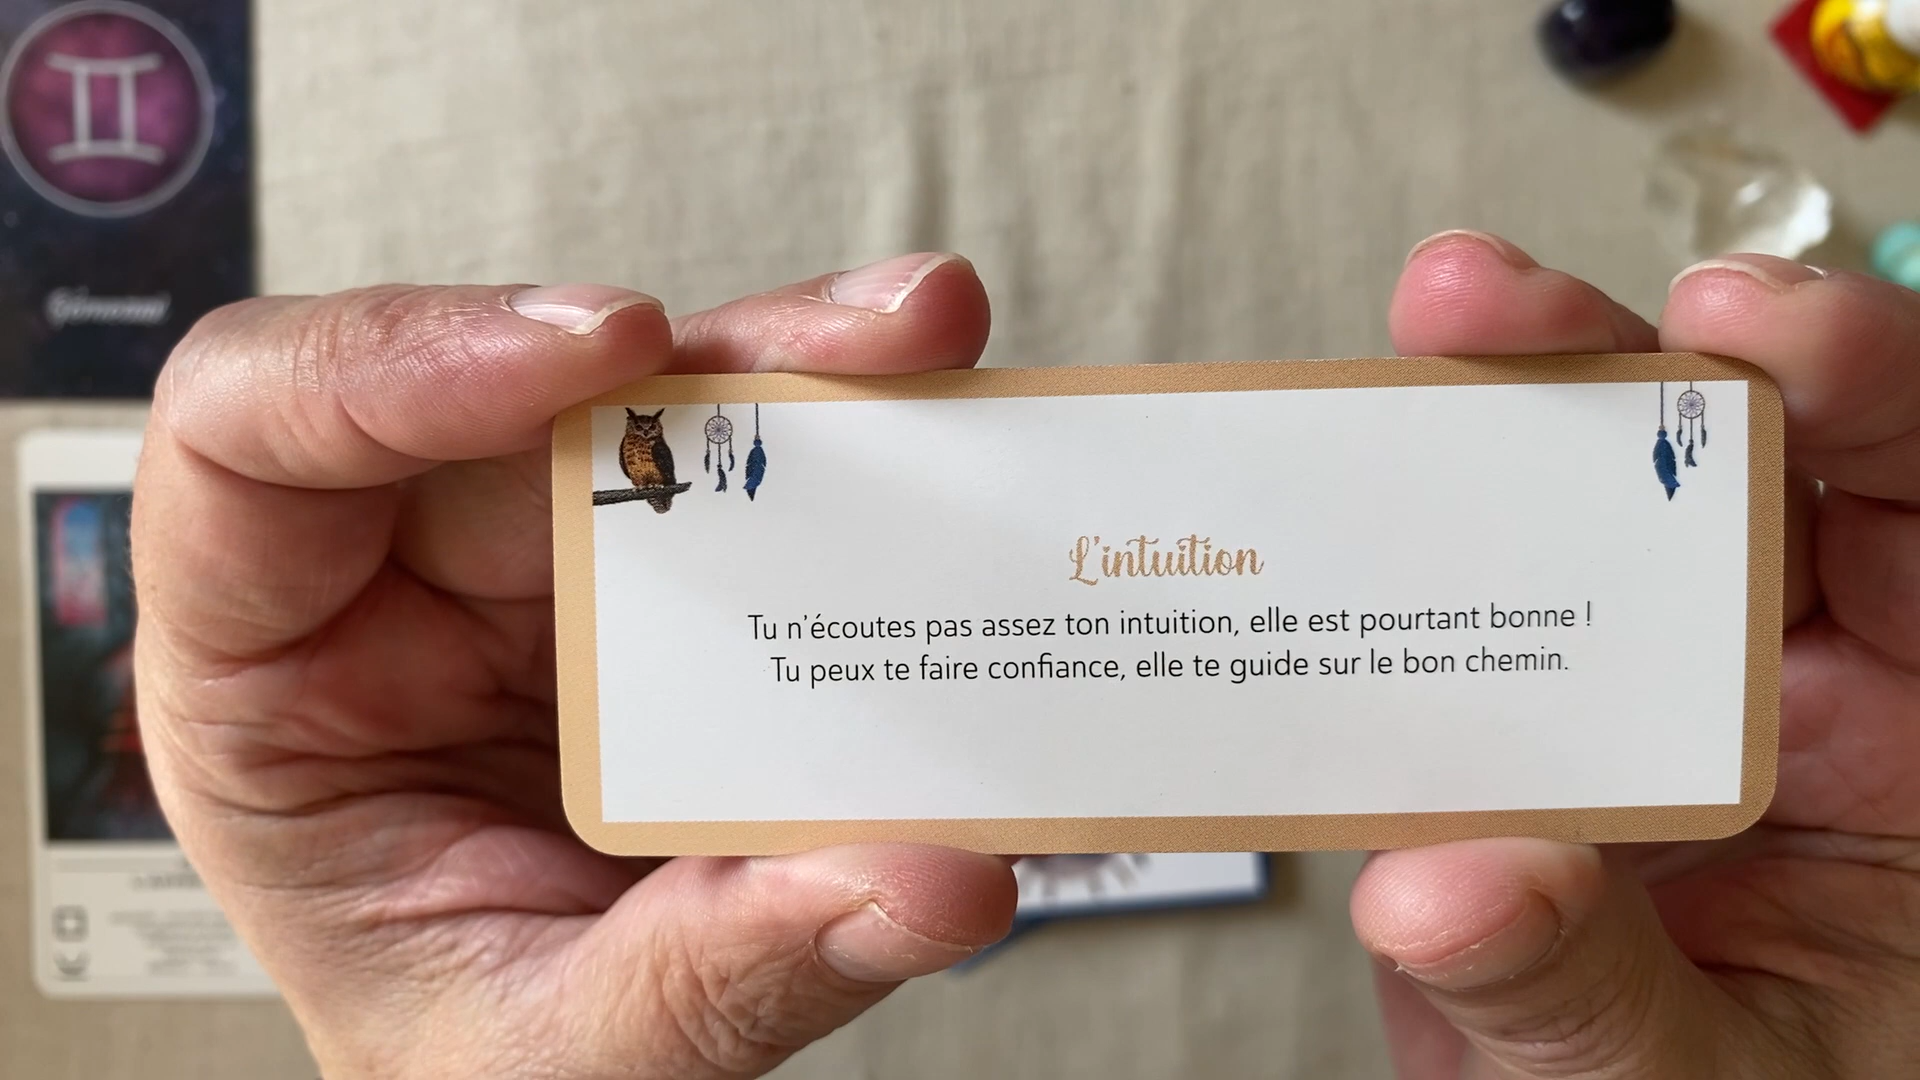 Gémeaux
L'intuition
Tu n'écoutes pas assez ton intuition, elle est pourtant bonne !
Tu peux te faire confiance, elle te guide sur le bon chemin.